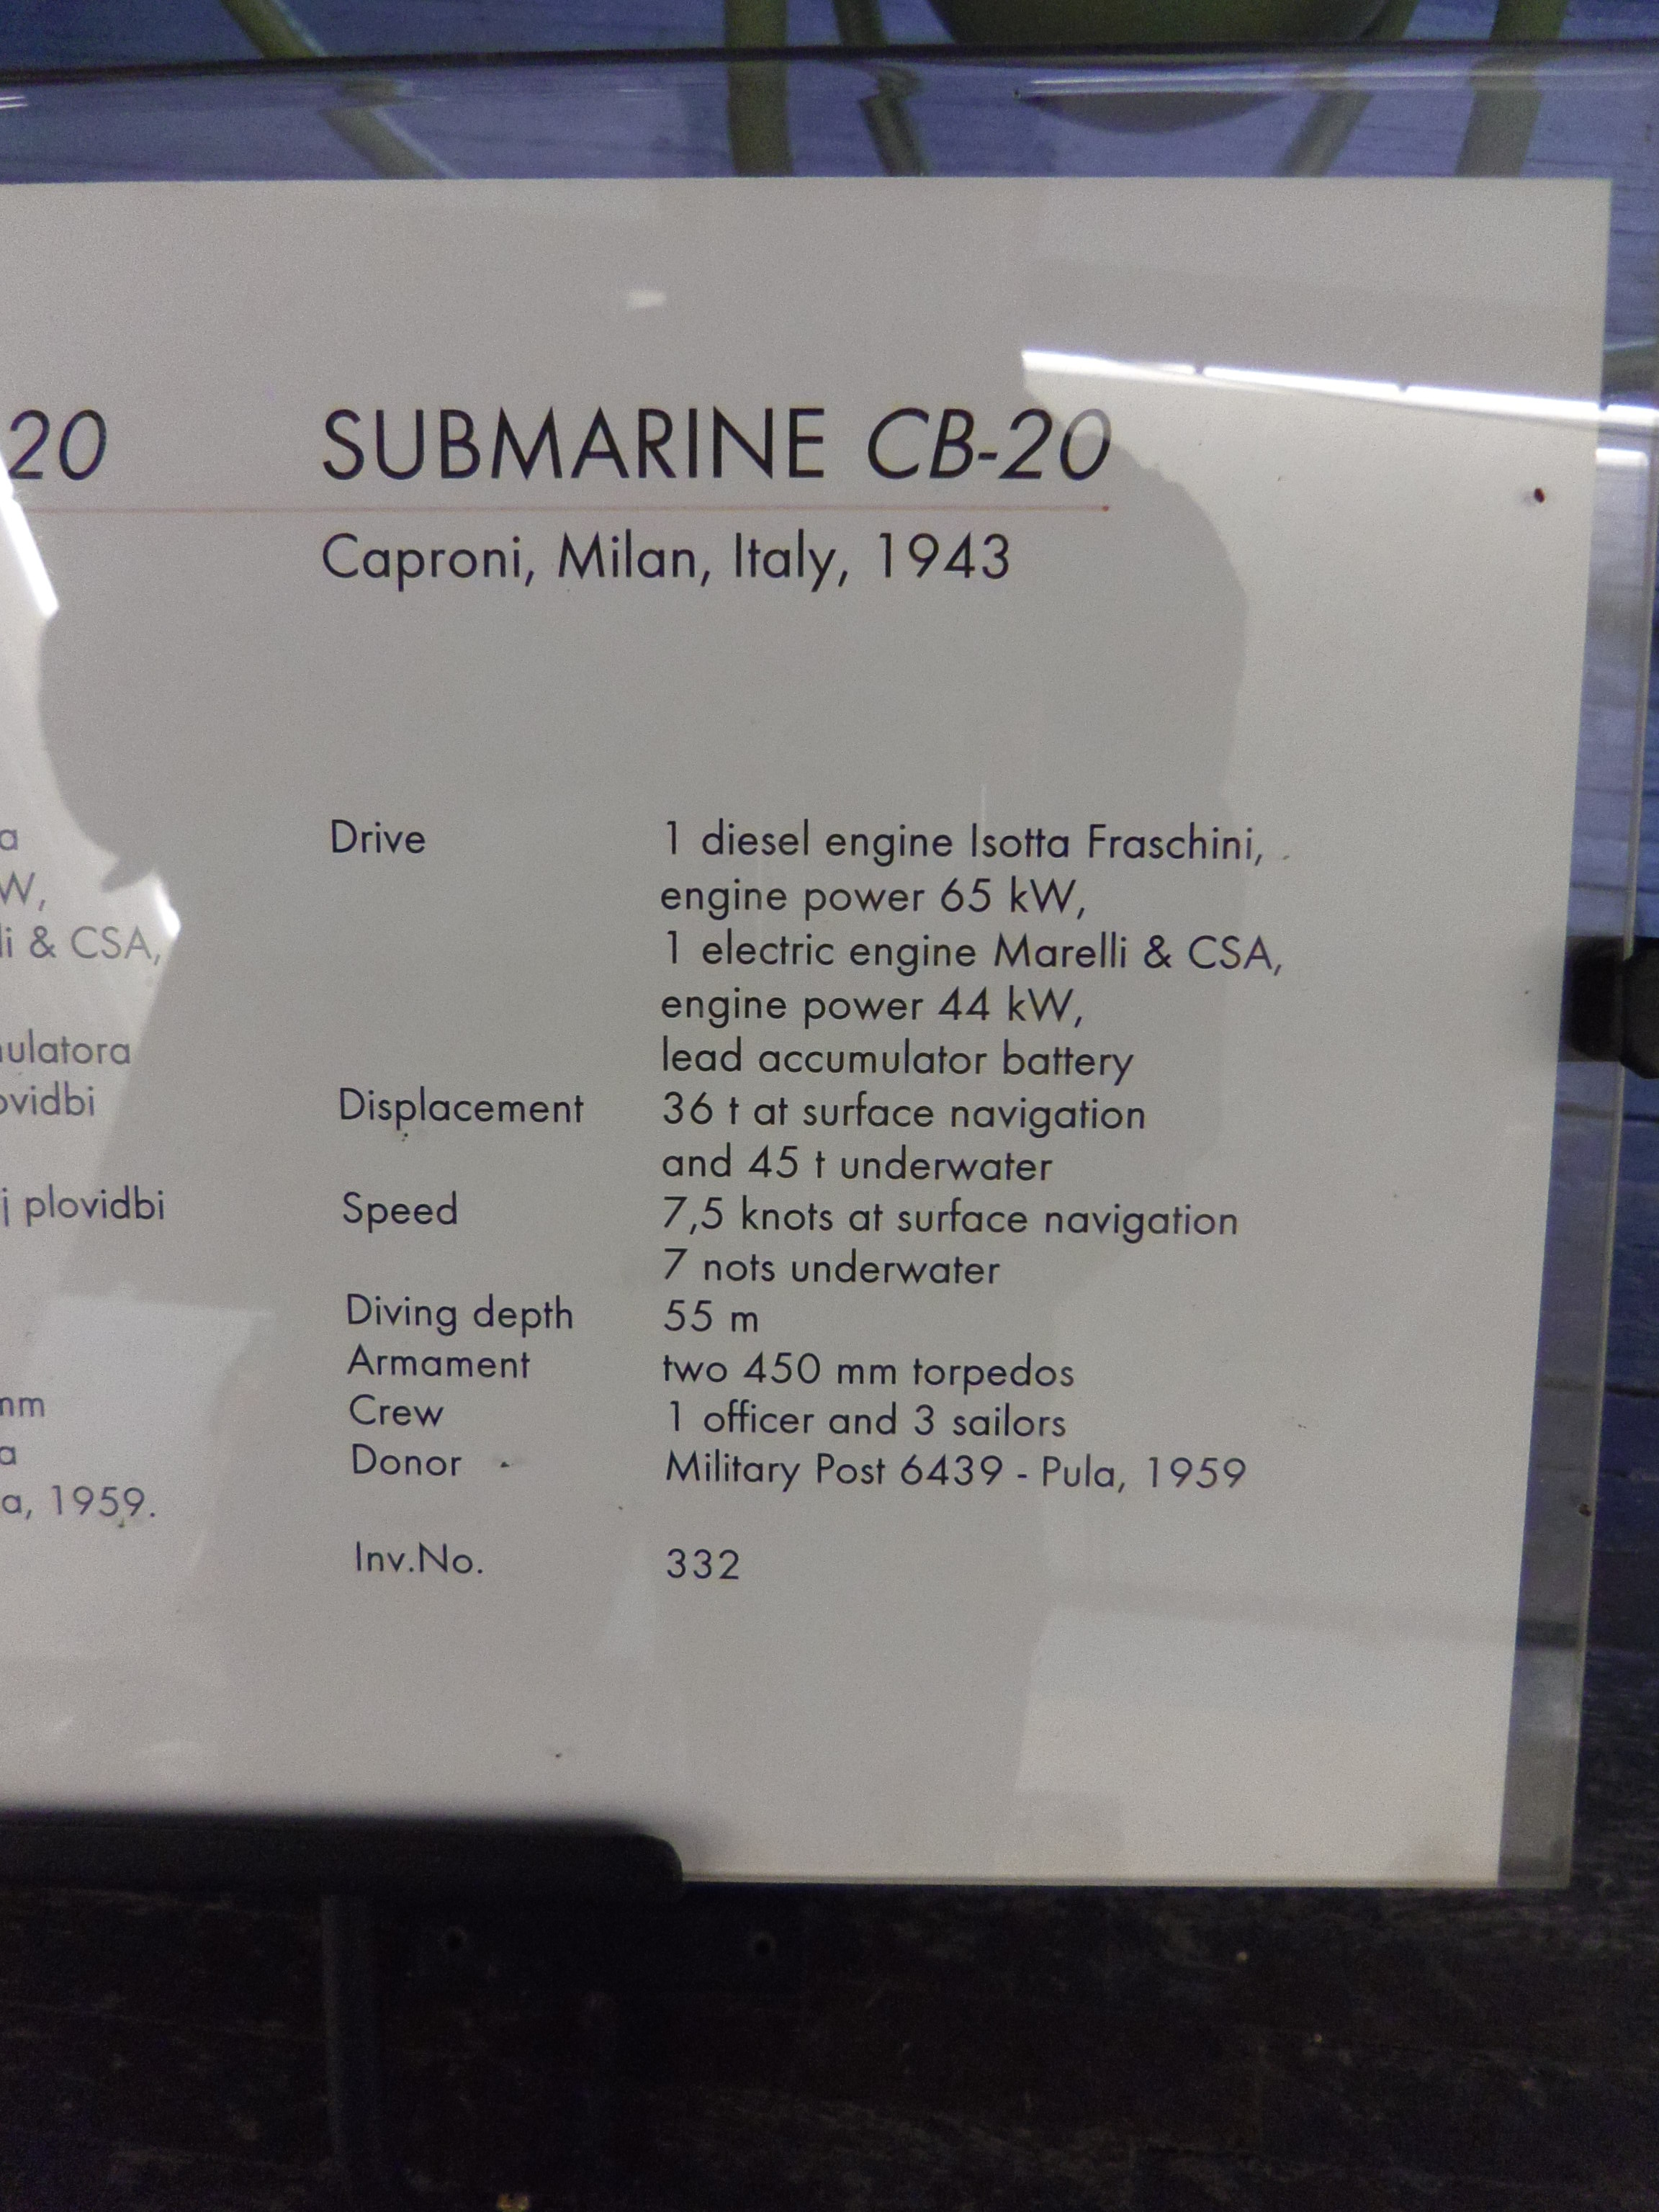 20
a
W,
li & CSA,
ulatora
ovidbi
j plovidbi
mm
a
a, 1959.
SUBMARINE CB-20
Caproni, Milan, Italy, 1943
Drive 1 diesel engine Isotta Fraschini,
engine power 65 kW,
1 electric engine Marelli & CSA,
engine power 44 kW,
lead accumulator battery
Displacement 36 t at surface navigation
and 45 t underwater
Speed 7,5 knots at surface navigation
7 nots underwater
Diving depth 55 m
Armament two 450 mm torpedos
Crew 1 officer and 3 sailors
Donor Military Post 6439 - Pula, 1959
Inv.No. 332